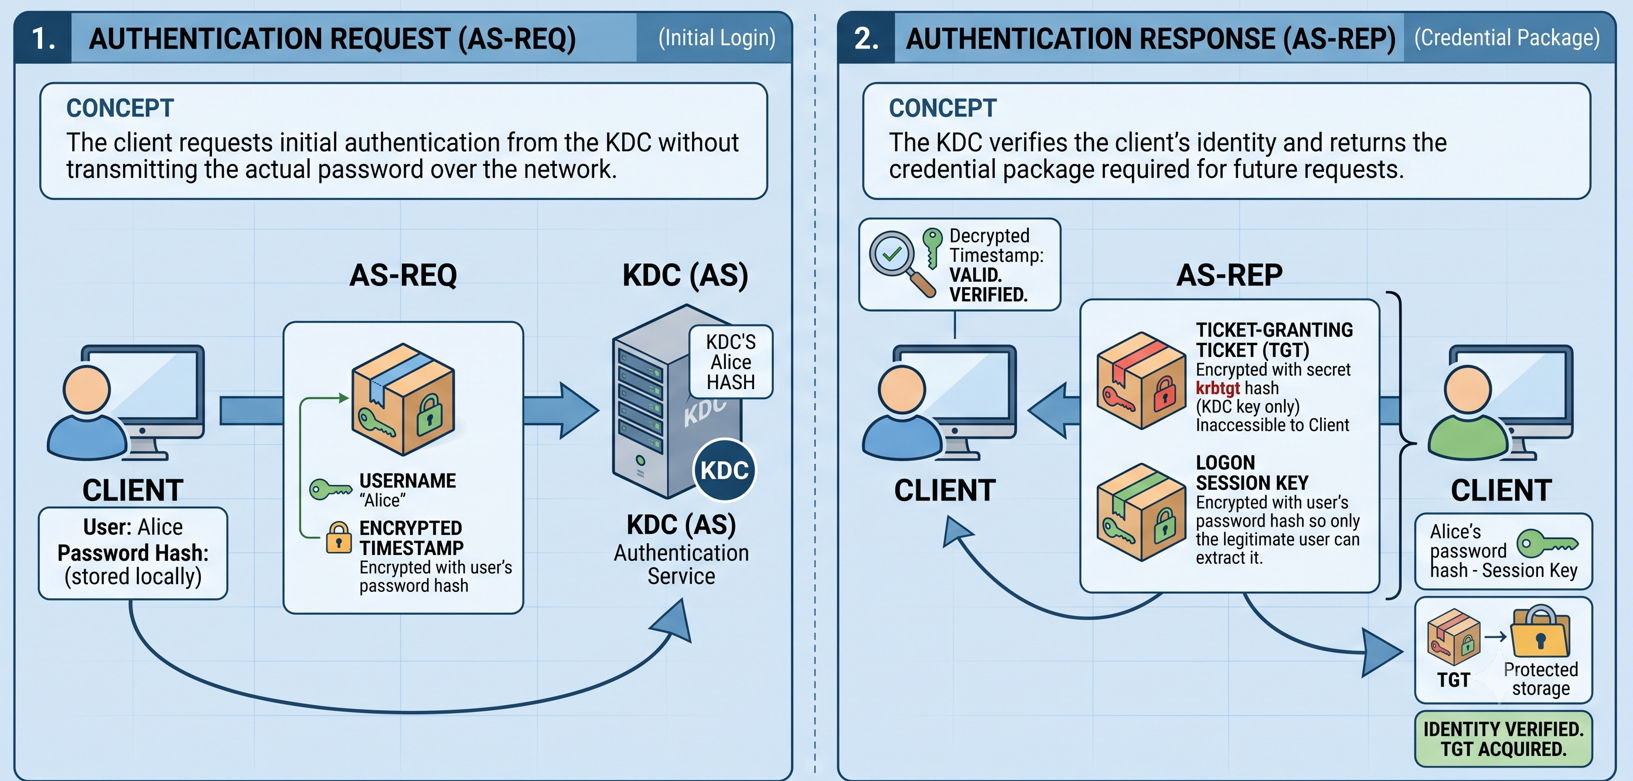 1. AUTHENTICATION REQUEST (AS-REQ) (Initial Login)
CONCEPT
The client requests initial authentication from the KDC without
transmitting the actual password over the network.
AS-REQ
KDC (AS)
KDC'S
Alice
HASH
KDC
KDC
CLIENT
User: Alice
Password Hash:
(stored locally)
USERNAME
"Alice"
ENCRYPTED
TIMESTAMP
Encrypted with user's
password hash
KDC (AS)
Authentication
Service
2. AUTHENTICATION RESPONSE (AS-REP) (Credential Package)
CONCEPT
The KDC verifies the client's identity and returns the
credential package required for future requests.
Decrypted
Timestamp:
VALID.
VERIFIED.
CLIENT
AS-REP
TICKET-GRANTING
TICKET (TGT)
Encrypted with secret
krbtgt hash
(KDC key only)
Inaccessible to Client
LOGON
SESSION KEY
Encrypted with user's
password hash so only
the legitimate user can
extract it.
CLIENT
Alice's
password
hash - Session Key
TGT
Protected
storage
IDENTITY VERIFIED.
TGT ACQUIRED.